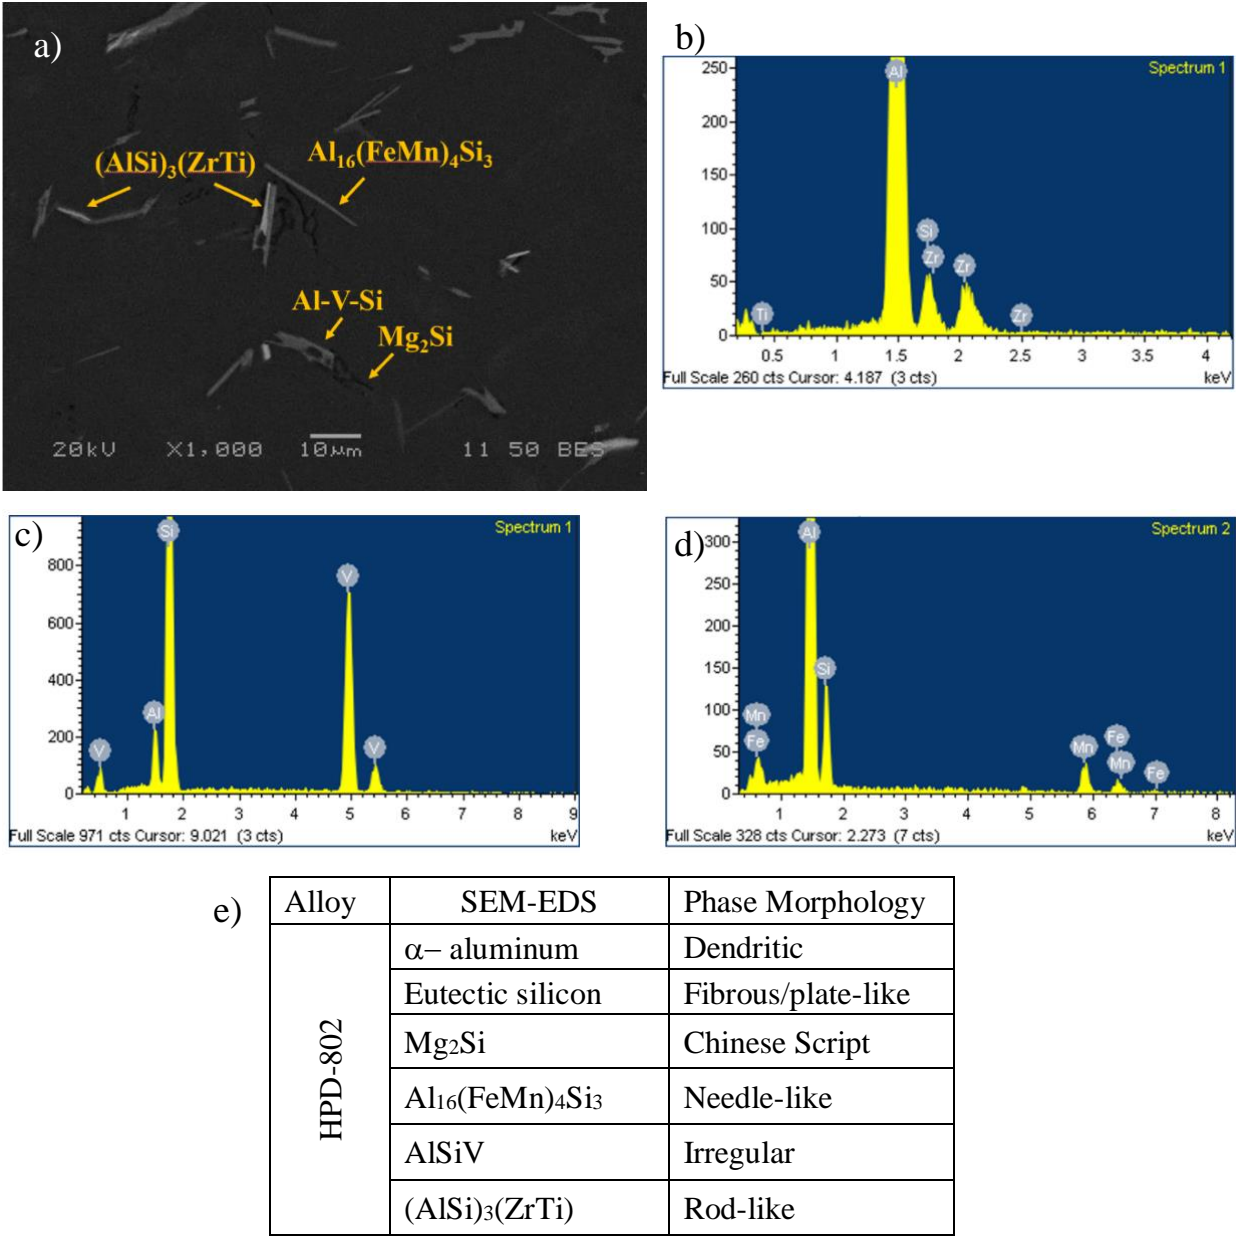 a)
(AlSi)₃(ZrTi)
Al₁₆(FeMn)₄Si₃
Al-V-Si
Mg₂Si
20kV X1,000 10μm 11 50 BES
b)
Spectrum 1
250
200
150
100
50
0
Al
Si
Zr
Zr
Ti
Zr
0.5 1 1.5 2 2.5 3 3.5 4
Full Scale 260 cts Cursor: 4.187 (3 cts) keV
c)
Spectrum 1
800
600
400
200
0
Si
V
Al
V
V
1 2 3 4 5 6 7 8 9
Full Scale 971 cts Cursor: 9.021 (3 cts) keV
d)
Spectrum 2
300
250
200
150
100
50
0
Al
Si
Mn
Fe
Mn
Fe
Mn
Fe
1 2 3 4 5 6 7 8
Full Scale 328 cts Cursor: 2.273 (7 cts) keV
e)
Alloy SEM-EDS Phase Morphology
HPD-802
α– aluminum Dendritic
Eutectic silicon Fibrous/plate-like
Mg₂Si Chinese Script
Al₁₆(FeMn)₄Si₃ Needle-like
AlSiV Irregular
(AlSi)₃(ZrTi) Rod-like